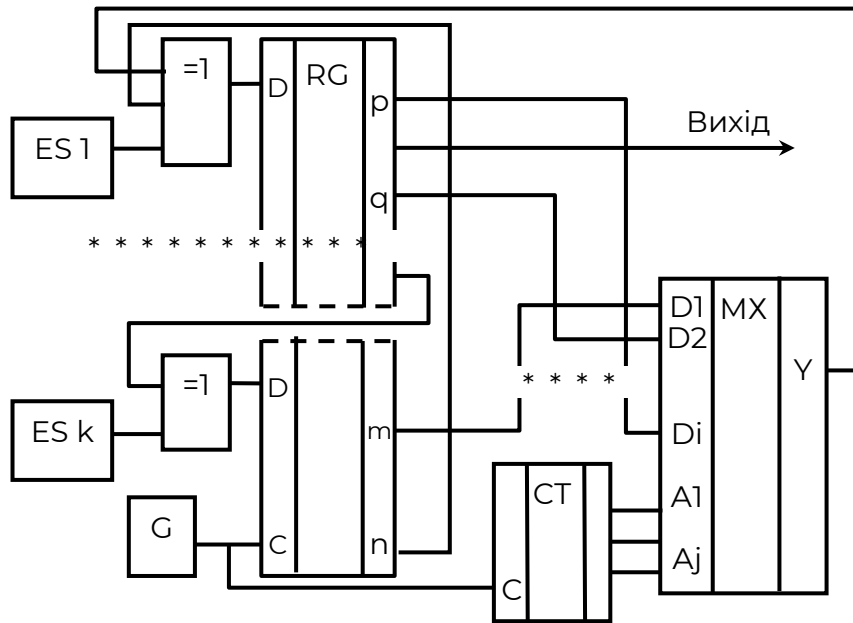 =1
RG
D
p
Вихід
ES 1
q
* * * * * * * * * * *
D1
MX
D2
=1
D
Y
* * * *
ES k
m
Di
CT
A1
G
C
n
Aj
C